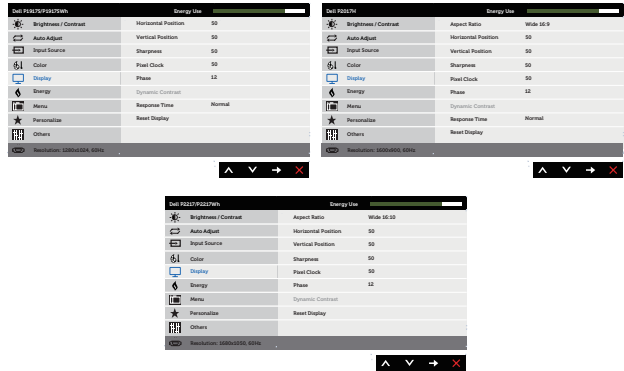 Dell P1917S/P1917SWh Energy Use
Brightness / Contrast Horizontal Position 50
Auto Adjust Vertical Position 50
Input Source Sharpness 50
Color Pixel Clock 50
Display Phase 12
Energy Dynamic Contrast
Menu Response Time Normal
Personalize Reset Display
Others
Resolution: 1280x1024, 60Hz
Dell P2017H Energy Use
Brightness / Contrast Aspect Ratio Wide 16:9
Auto Adjust Horizontal Position 50
Input Source Vertical Position 50
Color Sharpness 50
Display Pixel Clock 50
Energy Phase 12
Menu Dynamic Contrast
Personalize Response Time Normal
Others Reset Display
Resolution: 1600x900, 60Hz
Dell P2217/P2217Wh Energy Use
Brightness / Contrast Aspect Ratio Wide 16:10
Auto Adjust Horizontal Position 50
Input Source Vertical Position 50
Color Sharpness 50
Display Pixel Clock 50
Energy Phase 12
Menu Dynamic Contrast
Personalize Reset Display
Others
Resolution: 1680x1050, 60Hz